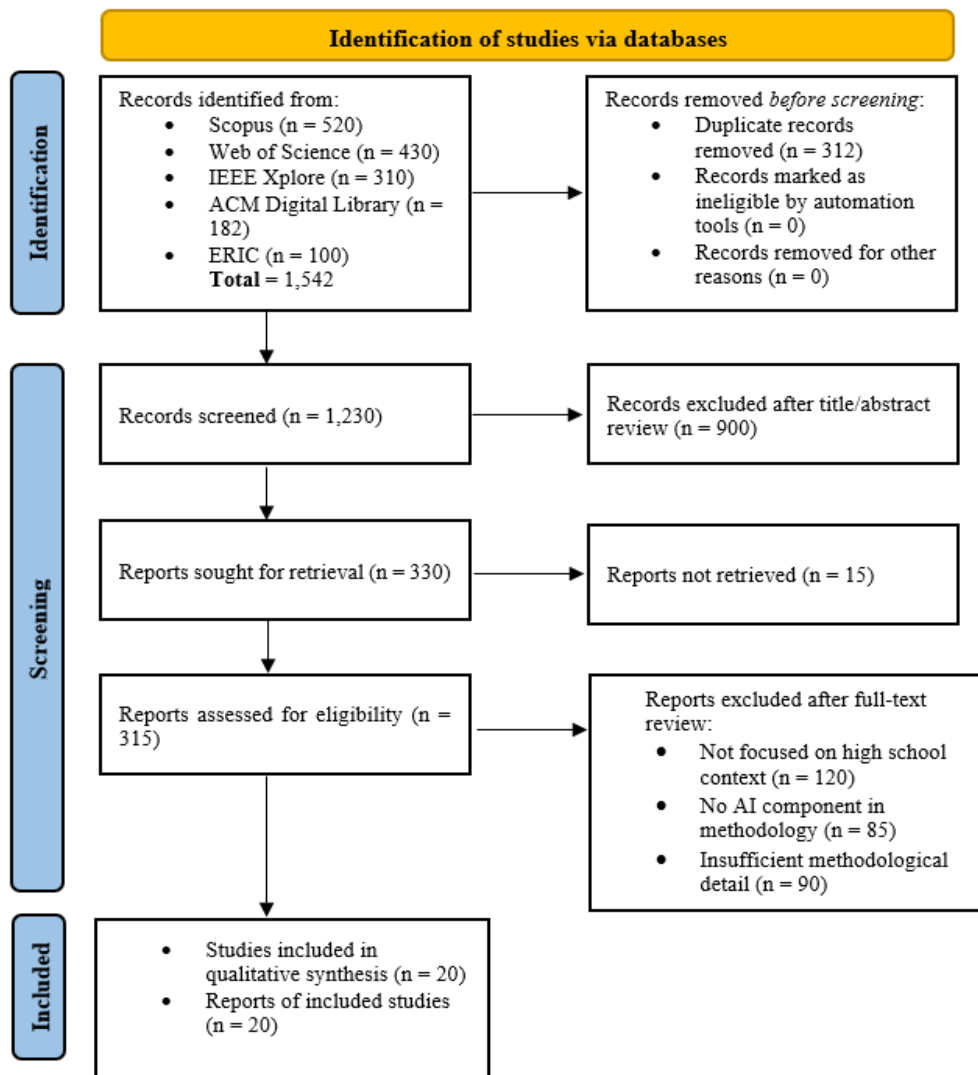 Identification of studies via databases
Identification
Records identified from:
• Scopus (n = 520)
• Web of Science (n = 430)
• IEEE Xplore (n = 310)
• ACM Digital Library (n =
182)
• ERIC (n = 100)
Total = 1,542
Records removed before screening:
• Duplicate records
removed (n = 312)
• Records marked as
ineligible by automation
tools (n = 0)
• Records removed for other
reasons (n = 0)
Screening
Records screened (n = 1,230)
Records excluded after title/abstract
review (n = 900)
Reports sought for retrieval (n = 330)
Reports not retrieved (n = 15)
Reports assessed for eligibility (n =
315)
Reports excluded after full-text
review:
• Not focused on high school
context (n = 120)
• No AI component in
methodology (n = 85)
• Insufficient methodological
detail (n = 90)
Included
• Studies included in
qualitative synthesis (n = 20)
• Reports of included studies
(n = 20)